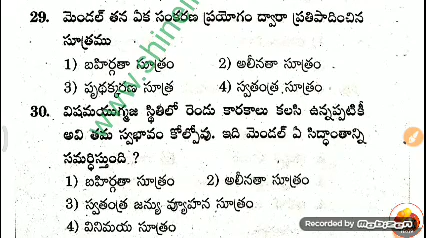 29. మెండల్ తన ఏక సంకరణ ప్రయోగం ద్వారా ప్రతిపాదించిన
సూత్రము
1) బహిర్గతా సూత్రం 2) అలీనతా సూత్రం
3) పృథక్కరణ సూత్ర 4) స్వతంత్ర సూత్రం
30. విషమయుగ్మజ స్థితిలో రెండు కారకాలు కలసి ఉన్నప్పటికీ
అవి తమ స్వభావం కోల్పోవు. ఇది మెండల్ ఏ సిద్ధాంతాన్ని
సమర్ధిస్తుంది ?
1) బహిర్గతా సూత్రం 2) అలీనతా సూత్రం
3) స్వతంత్ర జన్యు వ్యూహన సూత్రం
4) వినిమయ సూత్రం
Recorded by